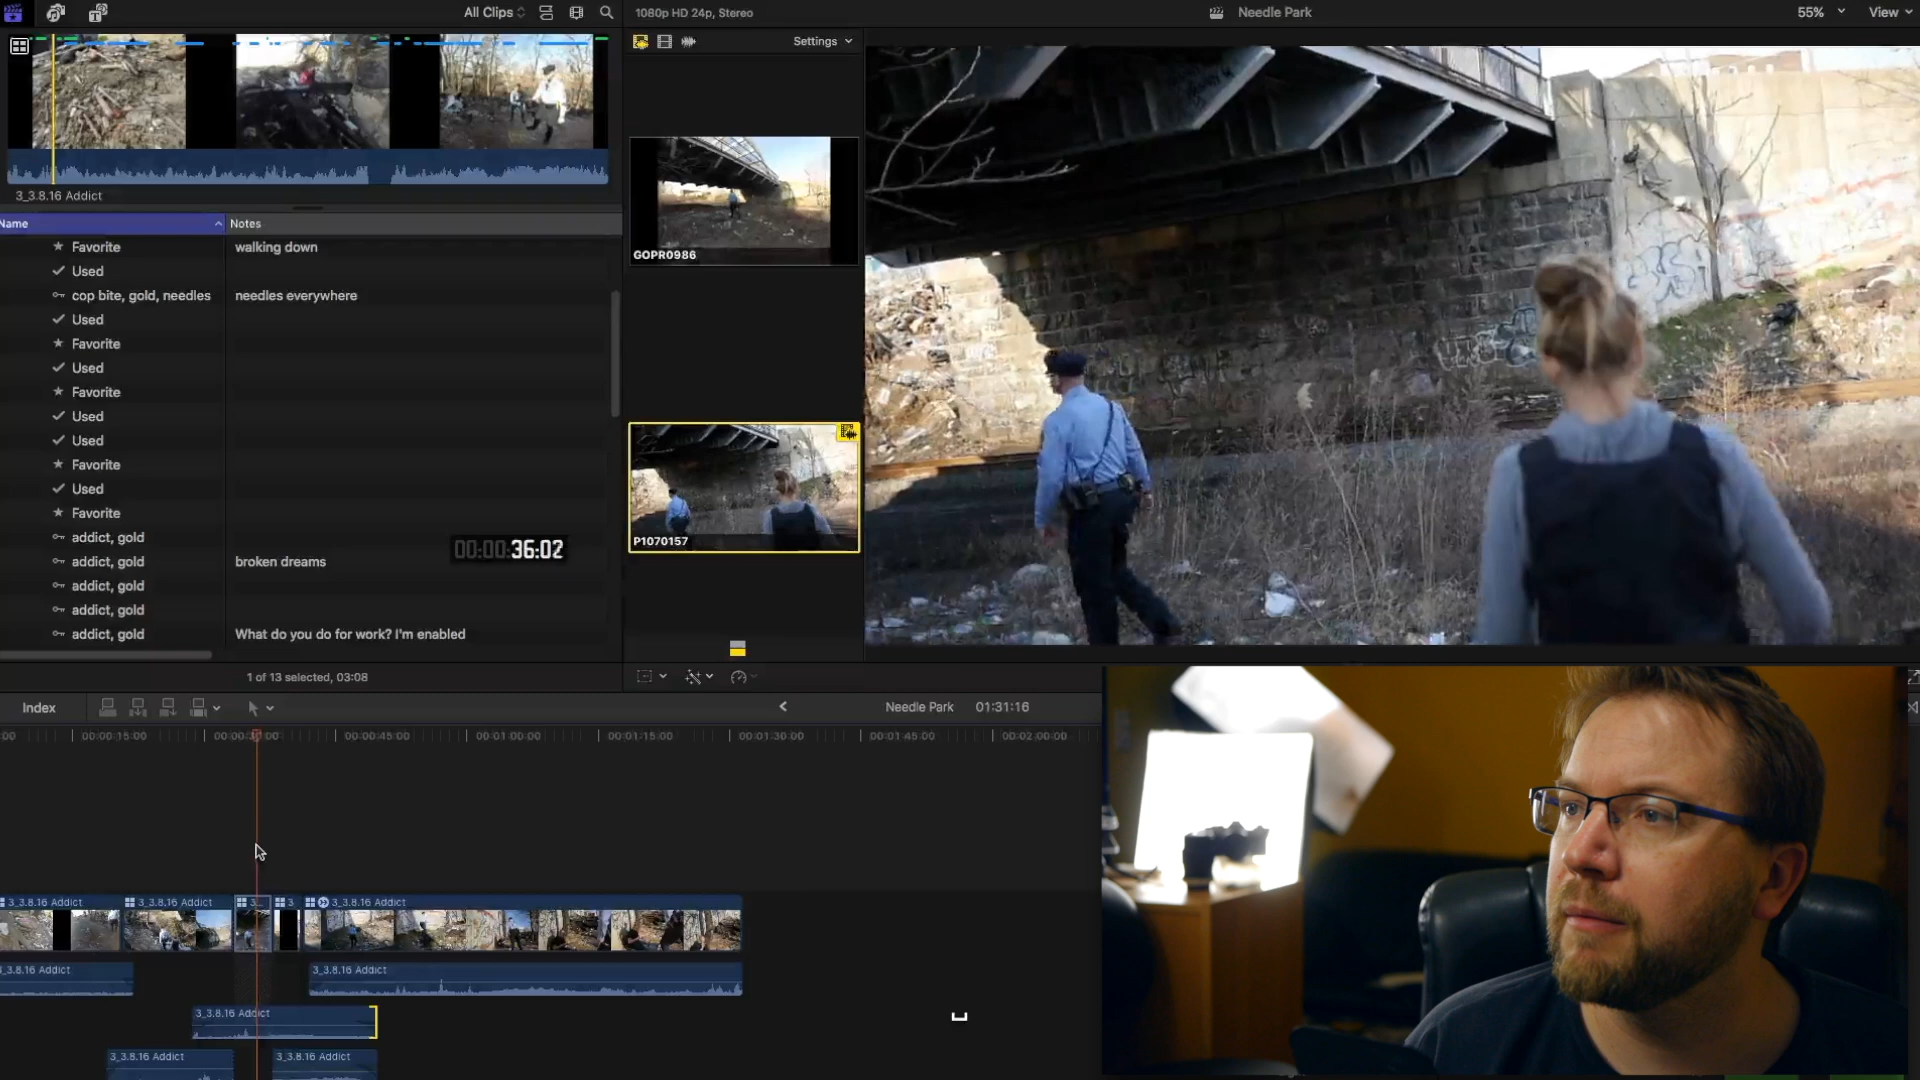 All Clips
1080p HD 24p, Stereo
Needle Park
55%
View
Settings
3_3.8.16 Addict
GOPR0986
P1070157
Name
Notes
Favorite
walking down
Used
cop bite, gold, needles
needles everywhere
Used
Favorite
Used
Favorite
Used
Used
Favorite
Used
Favorite
addict, gold
addict, gold
broken dreams
addict, gold
addict, gold
addict, gold
What do you do for work? I'm enabled
00:00:36:02
1 of 13 selected, 03:08
Index
Needle Park
01:31:16
:00
00:00:15:00
00:00:45:00
00:01:00:00
00:01:15:00
00:01:30:00
00:01:45:00
00:02:00:00
3_3.8.16 Addict
3_3.8.16 Addict
3...
3
3_3.8.16 Addict
_3.8.16 Addict
3_3.8.16 Addict
3_3.8.16 Addict
3_3.8.16 Addict
3_3.8.16 Addict